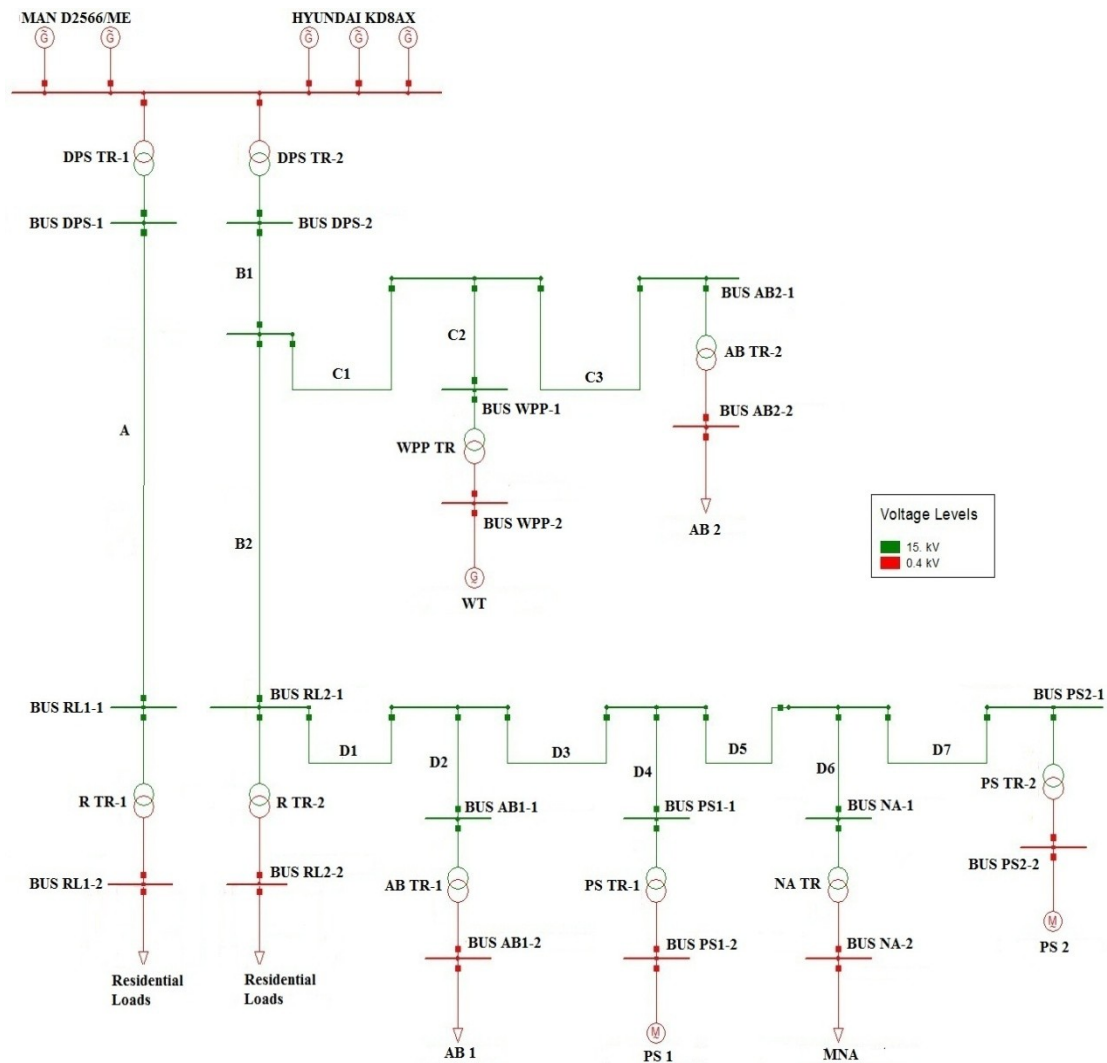 MAN D2566/ME HYUNDAI KD8AX
G G G G G
DPS TR-1 DPS TR-2
BUS DPS-1 BUS DPS-2
B1
BUS AB2-1
C2
AB TR-2
C1 C3
BUS WPP-1
BUS AB2-2
A
WPP TR
Voltage Levels
BUS WPP-2
AB 2
B2
15. kV
0.4 kV
G
WT
BUS RL2-1 BUS PS2-1
BUS RL1-1
D1 D3 D5 D7
D2 D4 D6
PS TR-2
R TR-1 R TR-2
BUS AB1-1 BUS PS1-1 BUS NA-1
BUS PS2-2
BUS RL1-2 BUS RL2-2
AB TR-1 PS TR-1 NA TR
M
BUS AB1-2 BUS PS1-2 BUS NA-2
PS 2
Residential
Loads
Residential
Loads
M
AB 1 PS 1 MNA